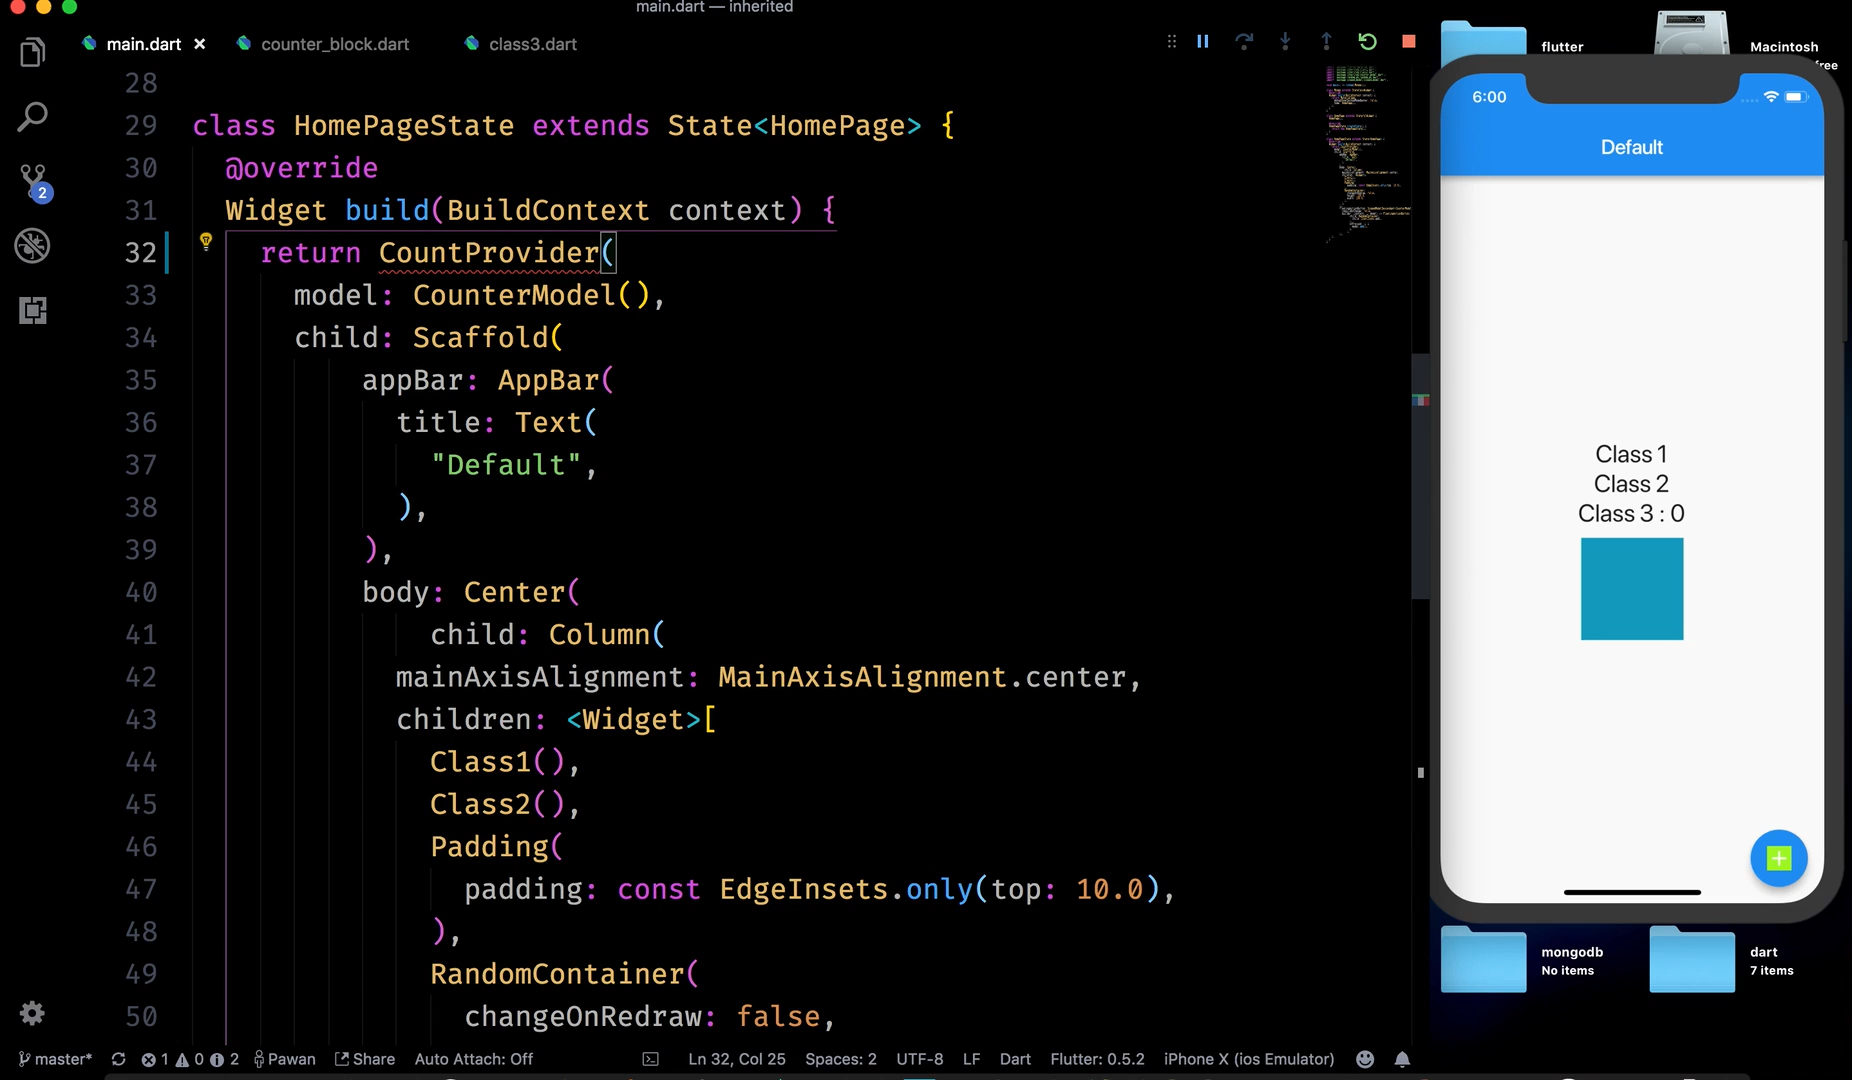 main.dart — inherited
main.dart
counter_block.dart
class3.dart
28
29 class HomePageState extends State<HomePage> {
30 @override
31 Widget build(BuildContext context) {
32 return CountProvider(
33 model: CounterModel(),
34 child: Scaffold(
35 appBar: AppBar(
36 title: Text(
37 "Default",
38 ),
39 ),
40 body: Center(
41 child: Column(
42 mainAxisAlignment: MainAxisAlignment.center,
43 children: <Widget>[
44 Class1(),
45 Class2(),
46 Padding(
47 padding: const EdgeInsets.only(top: 10.0),
48 ),
49 RandomContainer(
50 changeOnRedraw: false,
2
master* 1 0 2 Pawan Share Auto Attach: Off Ln 32, Col 25 Spaces: 2 UTF-8 LF Dart Flutter: 0.5.2 iPhone X (ios Emulator)
flutter
Macintosh
free
6:00
Default
Class 1
Class 2
Class 3 : 0
mongodb
No items
dart
7 items